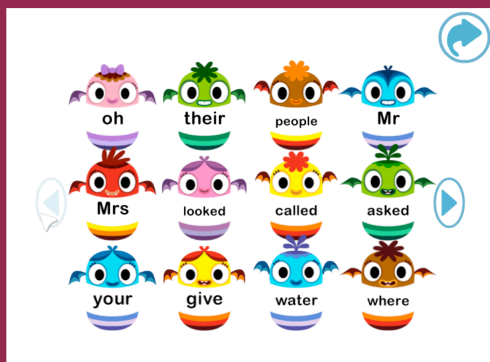 oh their people Mr
Mrs looked called asked
your give water where